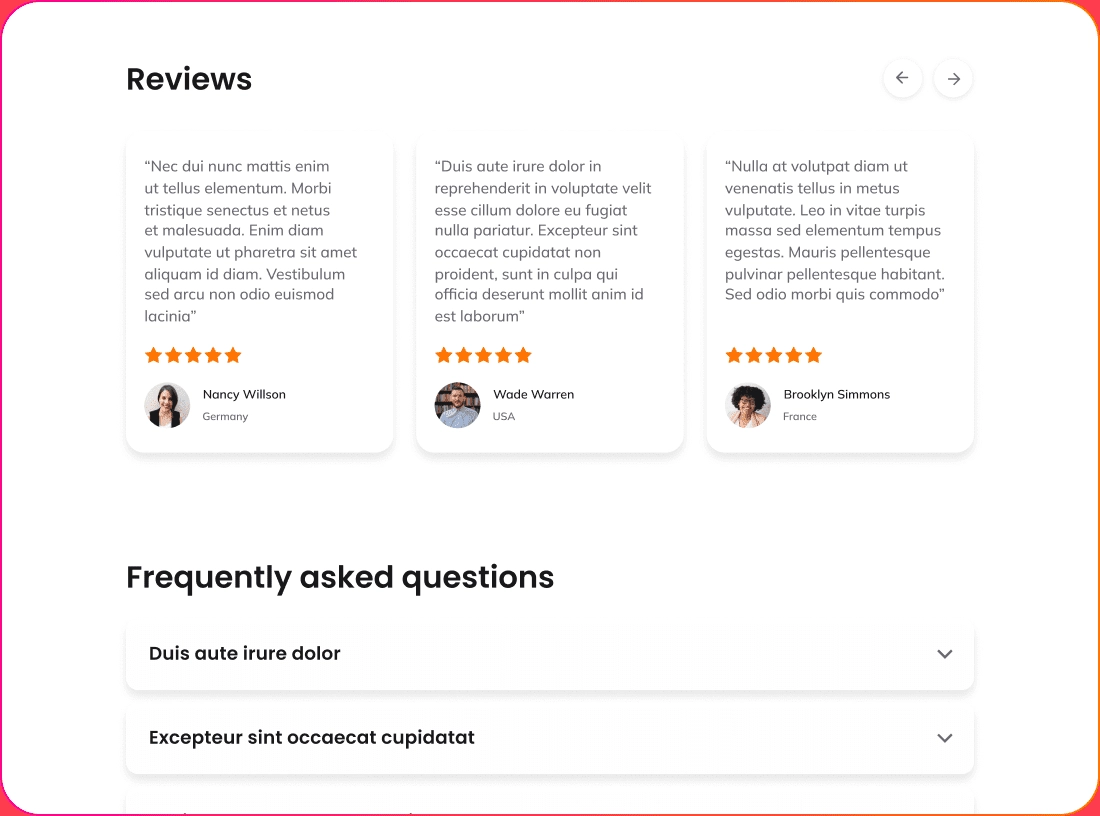 Reviews
“Nec dui nunc mattis enim
ut tellus elementum. Morbi
tristique senectus et netus
et malesuada. Enim diam
vulputate ut pharetra sit amet
aliquam id diam. Vestibulum
sed arcu non odio euismod
lacinia”
Nancy Willson
Germany
“Duis aute irure dolor in
reprehenderit in voluptate velit
esse cillum dolore eu fugiat
nulla pariatur. Excepteur sint
occaecat cupidatat non
proident, sunt in culpa qui
officia deserunt mollit anim id
est laborum”
Wade Warren
USA
“Nulla at volutpat diam ut
venenatis tellus in metus
vulputate. Leo in vitae turpis
massa sed elementum tempus
egestas. Mauris pellentesque
pulvinar pellentesque habitant.
Sed odio morbi quis commodo”
Brooklyn Simmons
France
Frequently asked questions
Duis aute irure dolor
Excepteur sint occaecat cupidatat